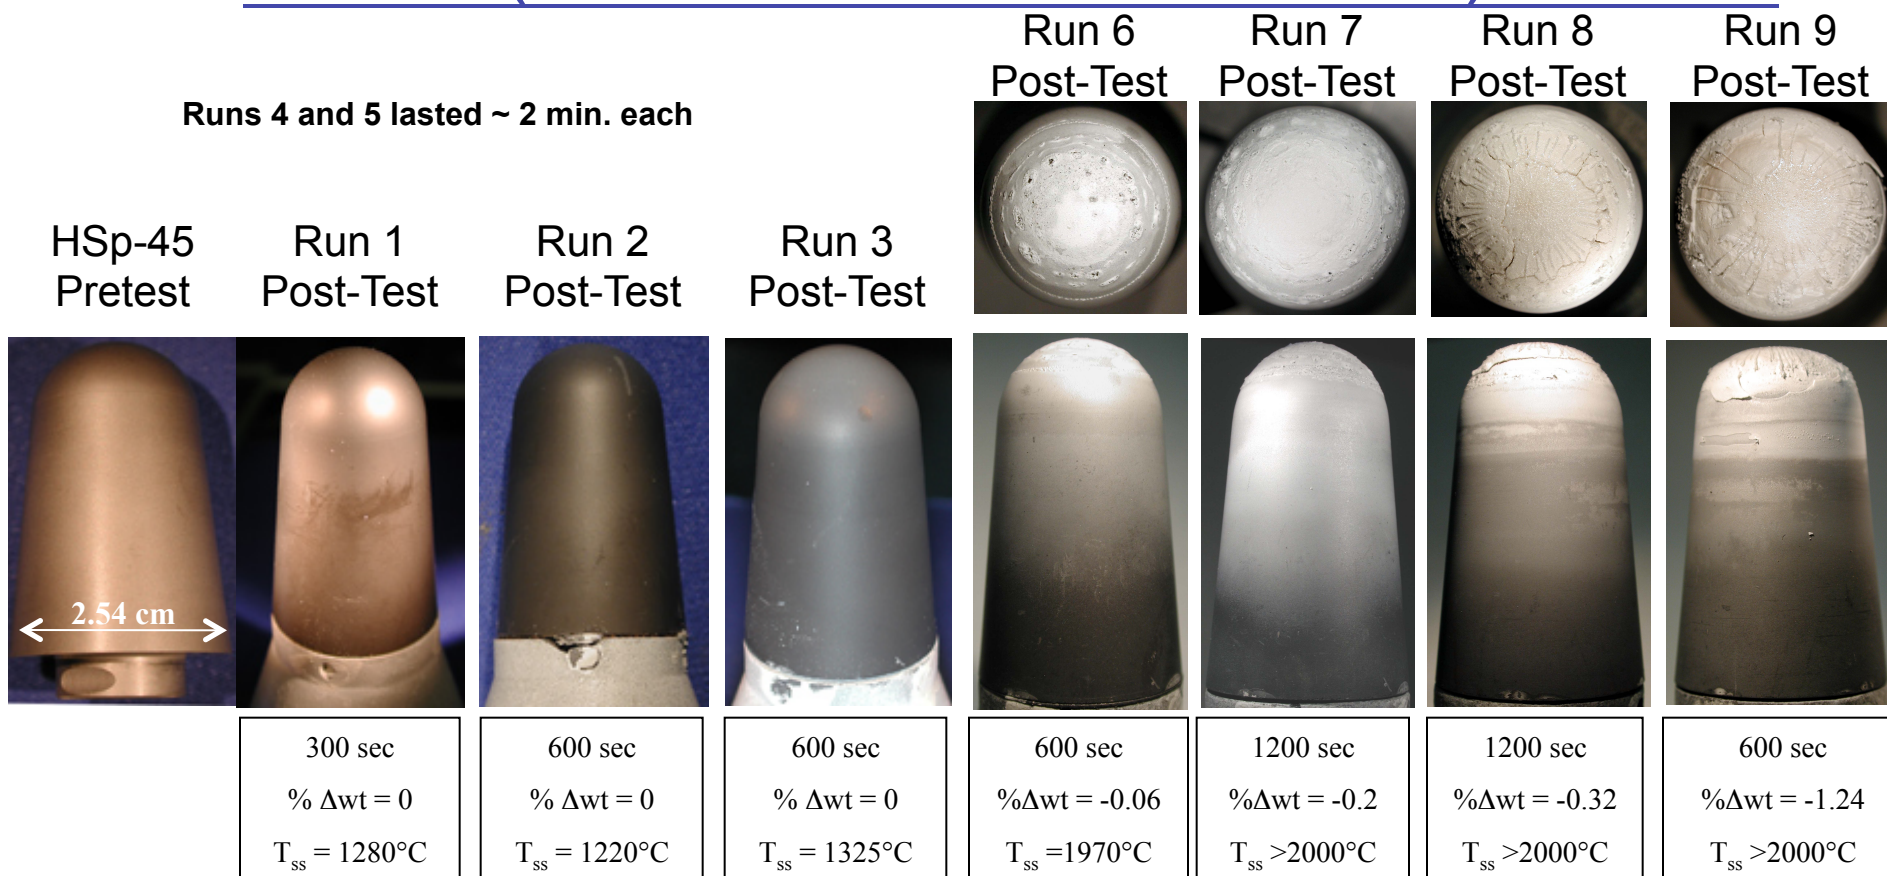 Run 6
Post-Test
Run 7
Post-Test
Run 8
Post-Test
Run 9
Post-Test
Runs 4 and 5 lasted ~ 2 min. each
HSp-45
Pretest
Run 1
Post-Test
Run 2
Post-Test
Run 3
Post-Test
2.54 cm
300 sec
% Δwt = 0
Tss = 1280°C
600 sec
% Δwt = 0
Tss = 1220°C
600 sec
% Δwt = 0
Tss = 1325°C
600 sec
%Δwt = -0.06
Tss =1970°C
1200 sec
%Δwt = -0.2
Tss >2000°C
1200 sec
%Δwt = -0.32
Tss >2000°C
600 sec
%Δwt = -1.24
Tss >2000°C